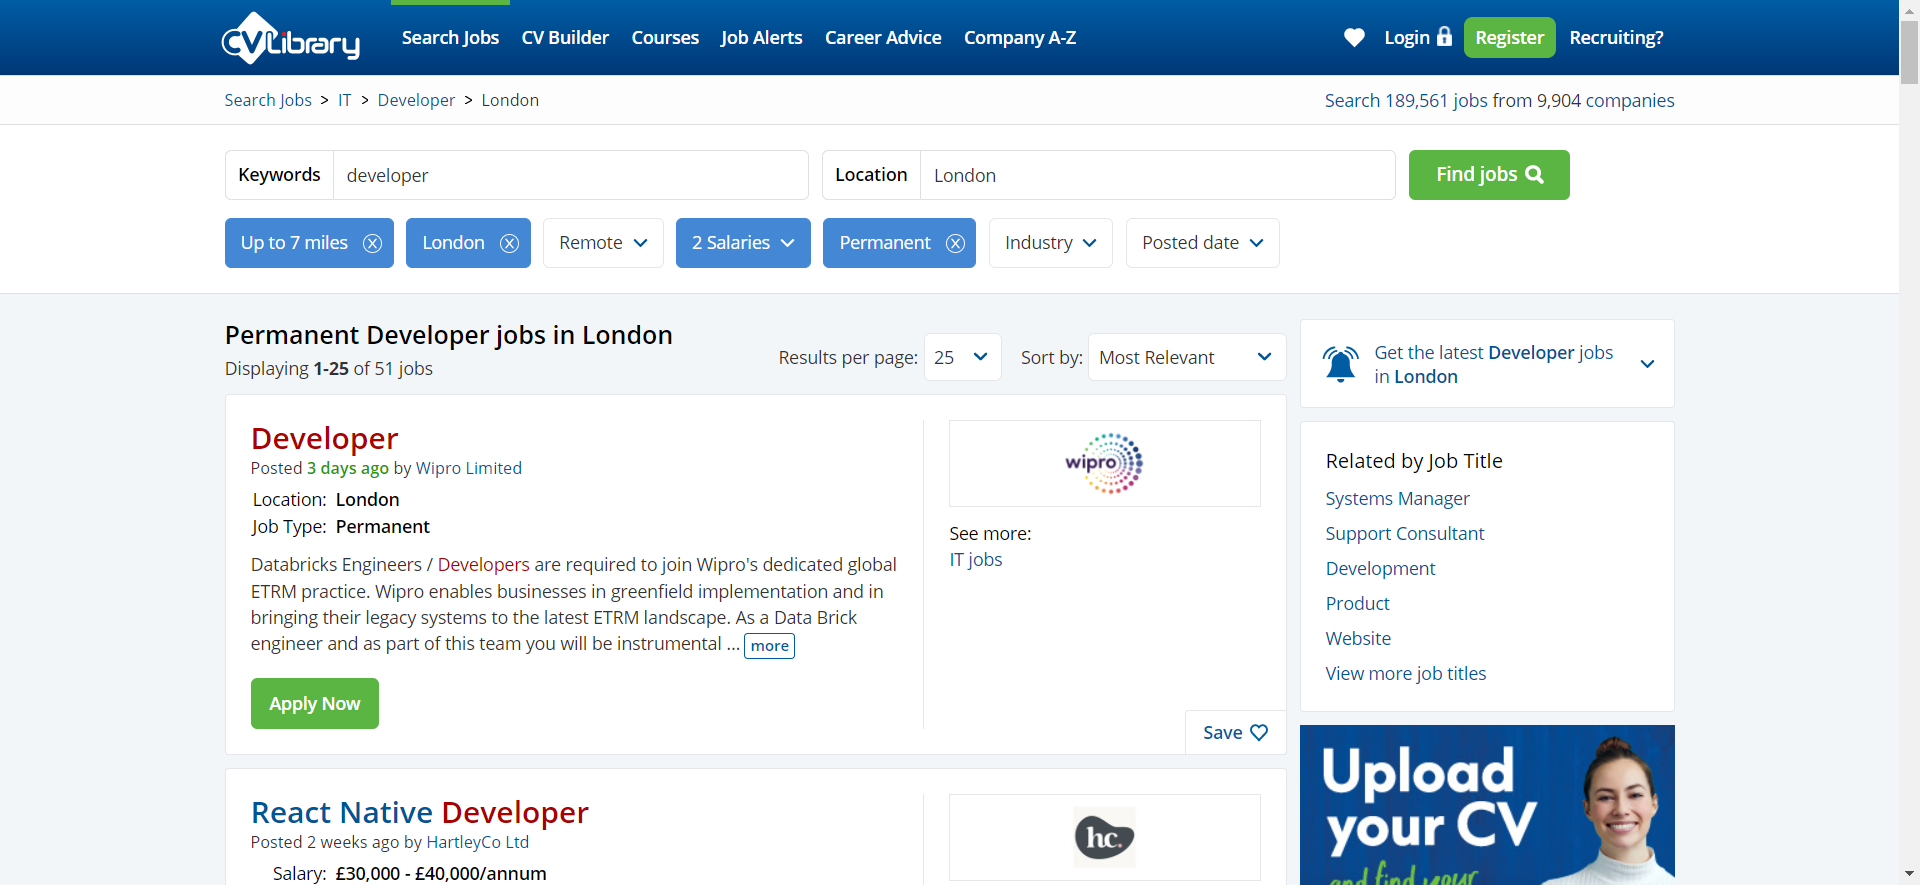 CVLibrary
Search Jobs CV Builder Courses Job Alerts Career Advice Company A-Z
Login Register Recruiting?
Search Jobs > IT > Developer > London
Search 189,561 jobs from 9,904 companies
Keywords developer
Location London
Find jobs
Up to 7 miles London Remote 2 Salaries Permanent Industry Posted date
Permanent Developer jobs in London
Displaying 1-25 of 51 jobs
Results per page: 25 Sort by: Most Relevant
Developer
Posted 3 days ago by Wipro Limited
Location: London
Job Type: Permanent
Databricks Engineers / Developers are required to join Wipro's dedicated global
ETRM practice. Wipro enables businesses in greenfield implementation and in
bringing their legacy systems to the latest ETRM landscape. As a Data Brick
engineer and as part of this team you will be instrumental ... more
Apply Now
wipro
See more:
IT jobs
Save
React Native Developer
Posted 2 weeks ago by HartleyCo Ltd
Salary: £30,000 - £40,000/annum
hc.
Get the latest Developer jobs
in London
Related by Job Title
Systems Manager
Support Consultant
Development
Product
Website
View more job titles
Upload
your CV
and find your